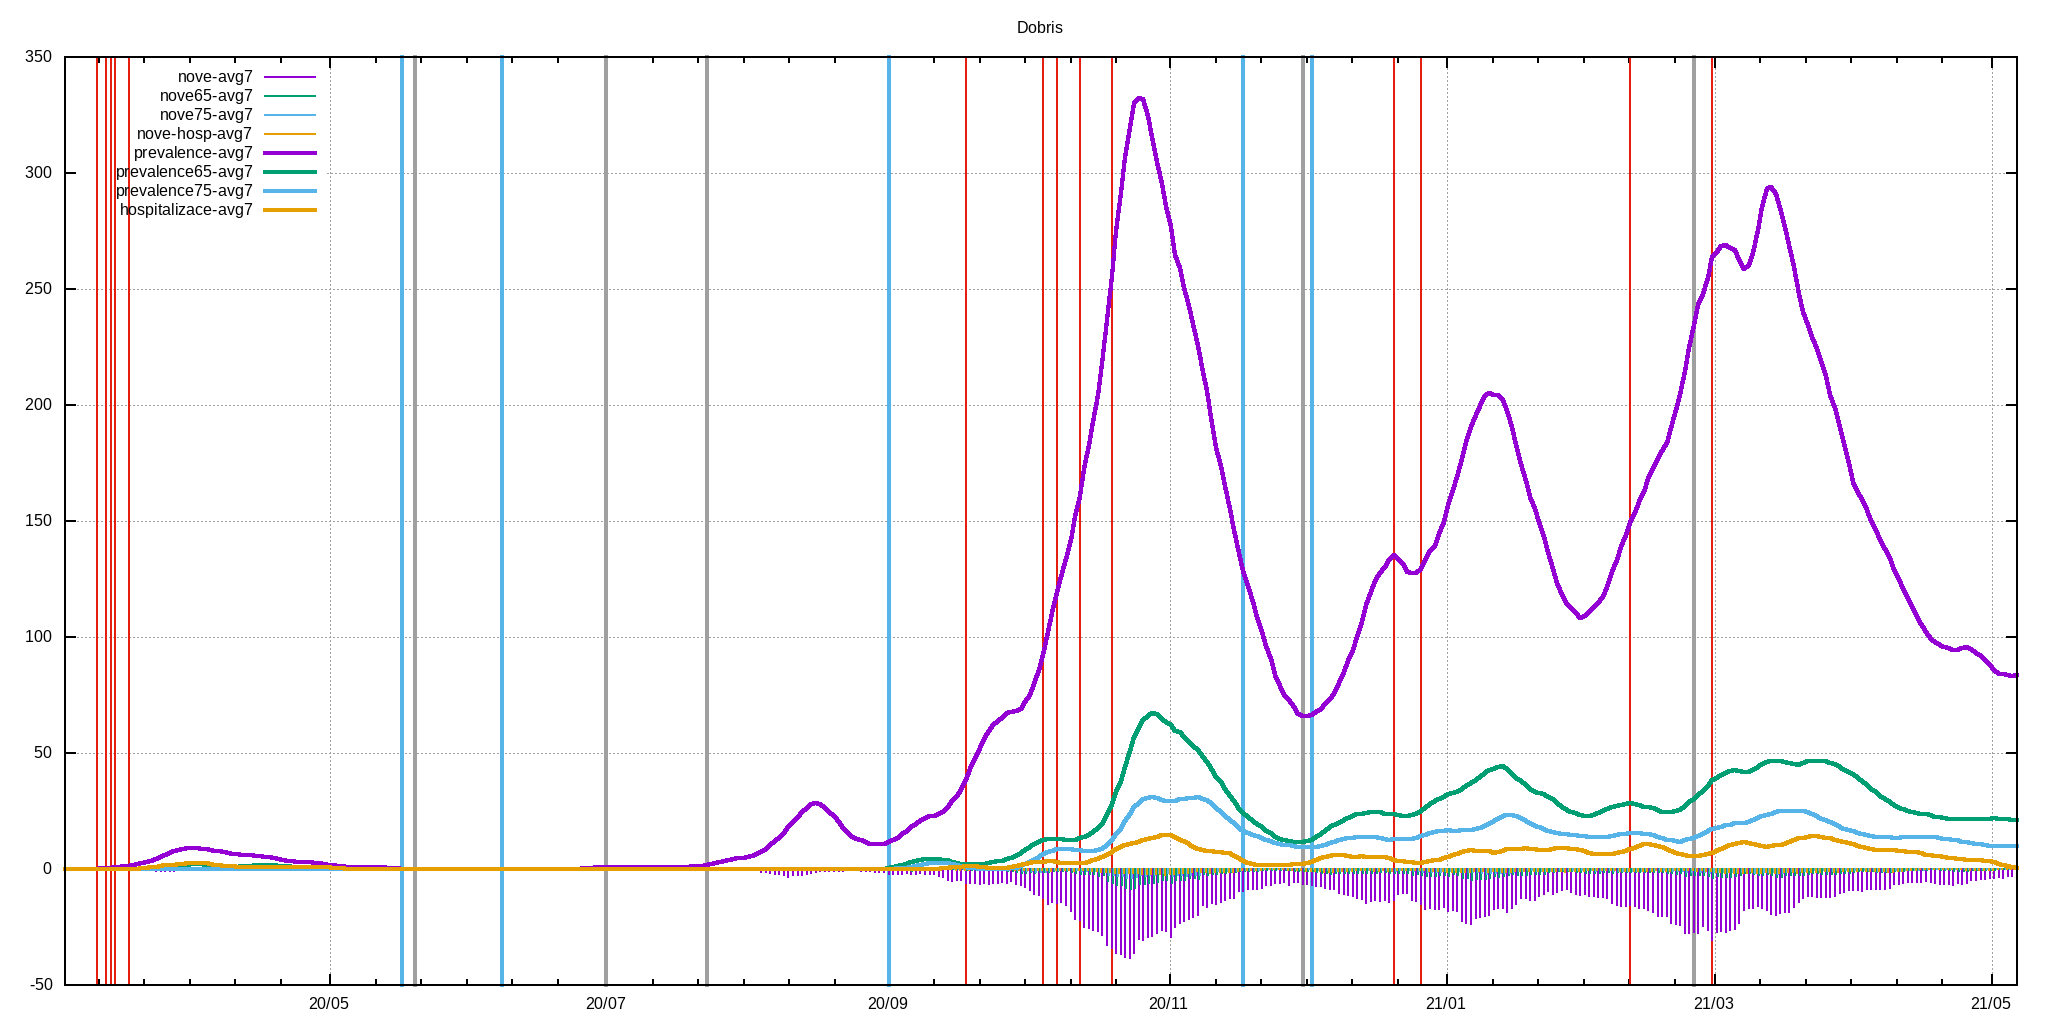 Dobris
350
300
250
200
150
100
50
0
-50
nove-avg7
nove65-avg7
nove75-avg7
nove-hosp-avg7
prevalence-avg7
prevalence65-avg7
prevalence75-avg7
hospitalizace-avg7
20/05 20/07 20/09 20/11 21/01 21/03 21/05